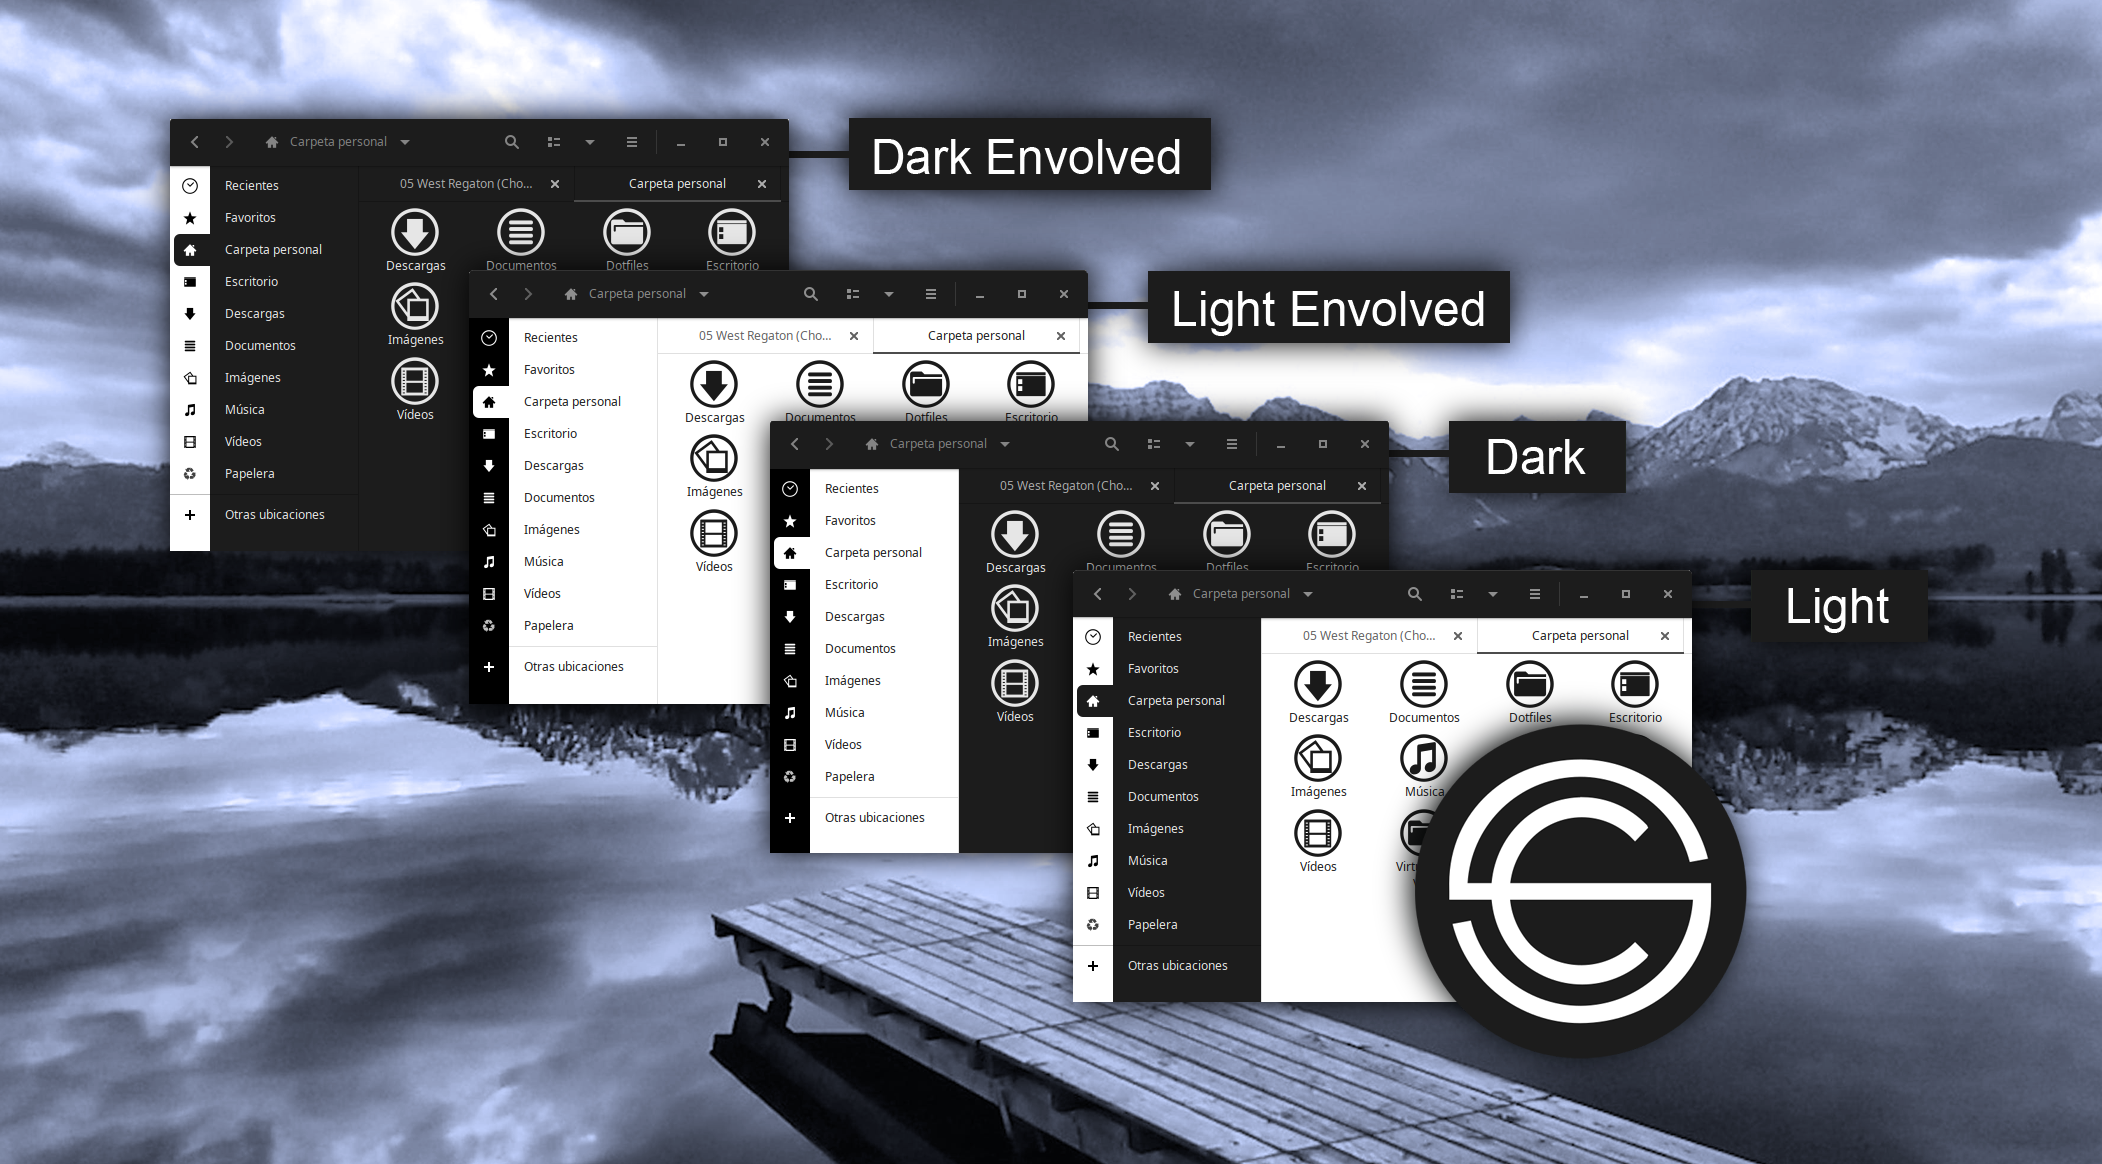 Carpeta personal
05 West Regaton (Cho...
Carpeta personal
Recientes
Favoritos
Carpeta personal
Escritorio
Descargas
Documentos
Imágenes
Música
Vídeos
Papelera
Otras ubicaciones
Descargas
Documentos
Dotfiles
Escritorio
Imágenes
Vídeos
Dark Envolved
Carpeta personal
05 West Regaton (Cho...
Carpeta personal
Recientes
Favoritos
Carpeta personal
Escritorio
Descargas
Documentos
Imágenes
Música
Vídeos
Papelera
Otras ubicaciones
Descargas
Documentos
Dotfiles
Escritorio
Imágenes
Vídeos
Light Envolved
Carpeta personal
05 West Regaton (Cho...
Carpeta personal
Recientes
Favoritos
Carpeta personal
Escritorio
Descargas
Documentos
Imágenes
Música
Vídeos
Papelera
Otras ubicaciones
Descargas
Documentos
Dotfiles
Escritorio
Imágenes
Vídeos
Dark
Carpeta personal
05 West Regaton (Cho...
Carpeta personal
Recientes
Favoritos
Carpeta personal
Escritorio
Descargas
Documentos
Imágenes
Música
Vídeos
Papelera
Otras ubicaciones
Descargas
Documentos
Dotfiles
Escritorio
Imágenes
Música
Vídeos
Light